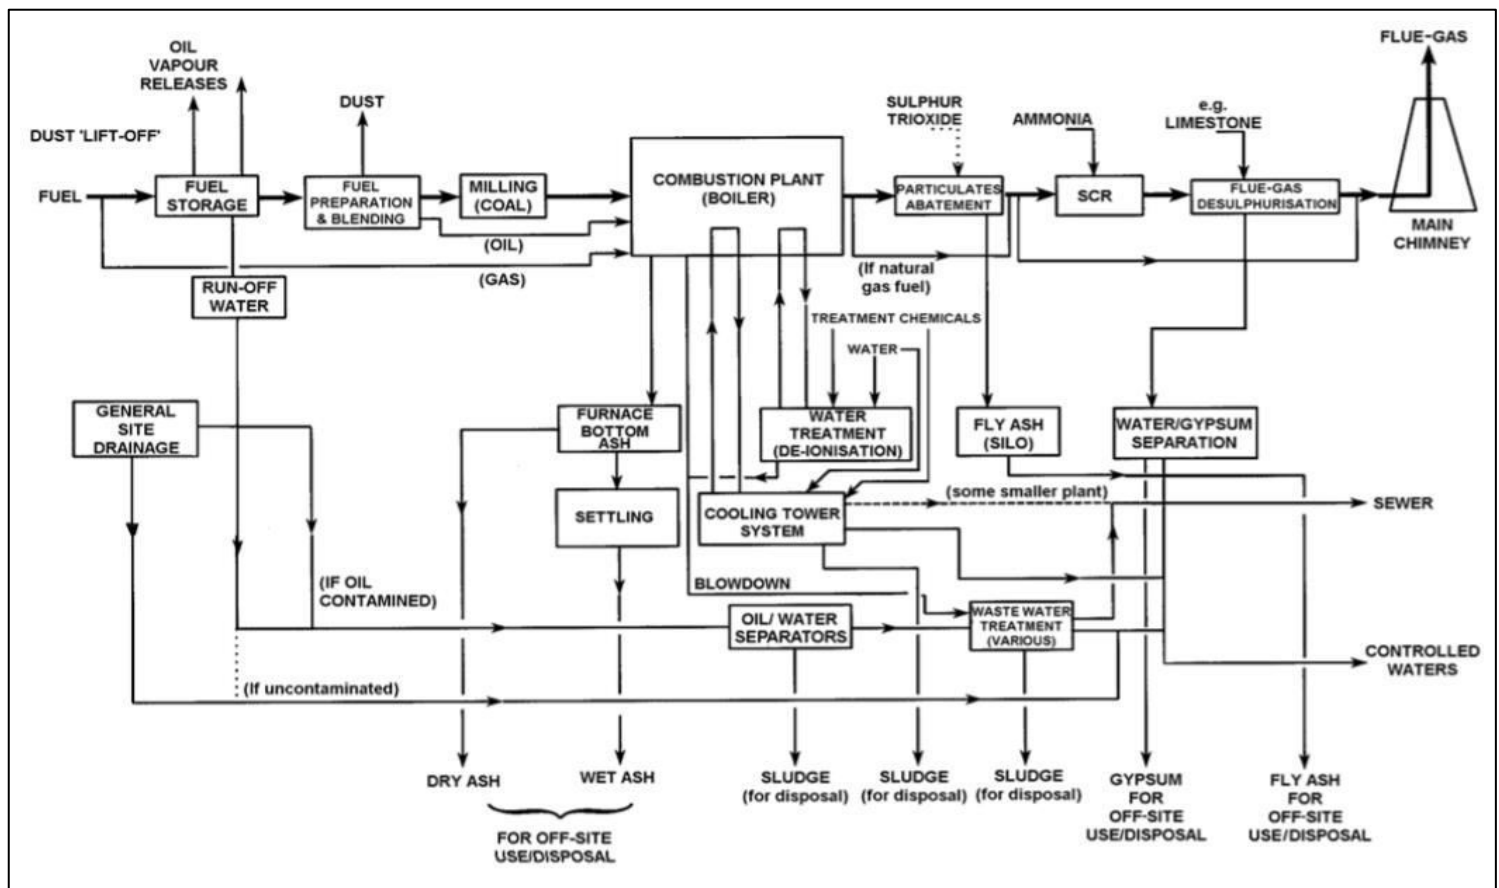 OIL
VAPOUR
RELEASES
DUST 'LIFT-OFF'
DUST
SULPHUR
TRIOXIDE
AMMONIA
e.g.
LIMESTONE
FLUE-GAS
FUEL
FUEL
STORAGE
FUEL
PREPARATION
& BLENDING
MILLING
(COAL)
COMBUSTION PLANT
(BOILER)
PARTICULATES
ABATEMENT
SCR
FLUE-GAS
DESULPHURISATION
MAIN
CHIMNEY
(OIL)
(GAS)
(If natural
gas fuel)
RUN-OFF
WATER
TREATMENT CHEMICALS
WATER
GENERAL
SITE
DRAINAGE
FURNACE
BOTTOM
ASH
WATER
TREATMENT
(DE-IONISATION)
FLY ASH
(SILO)
WATER/GYPSUM
SEPARATION
SETTLING
COOLING TOWER
SYSTEM
(some smaller plant)
SEWER
(IF OIL
CONTAMINED)
BLOWDOWN
OIL/ WATER
SEPARATORS
WASTE WATER
TREATMENT
(VARIOUS)
CONTROLLED
WATERS
(If uncontaminated)
DRY ASH
WET ASH
SLUDGE
(for disposal)
SLUDGE
(for disposal)
SLUDGE
(for disposal)
GYPSUM
FOR
OFF-SITE
USE/DISPOSAL
FLY ASH
FOR
OFF-SITE
USE/DISPOSAL
FOR OFF-SITE
USE/DISPOSAL